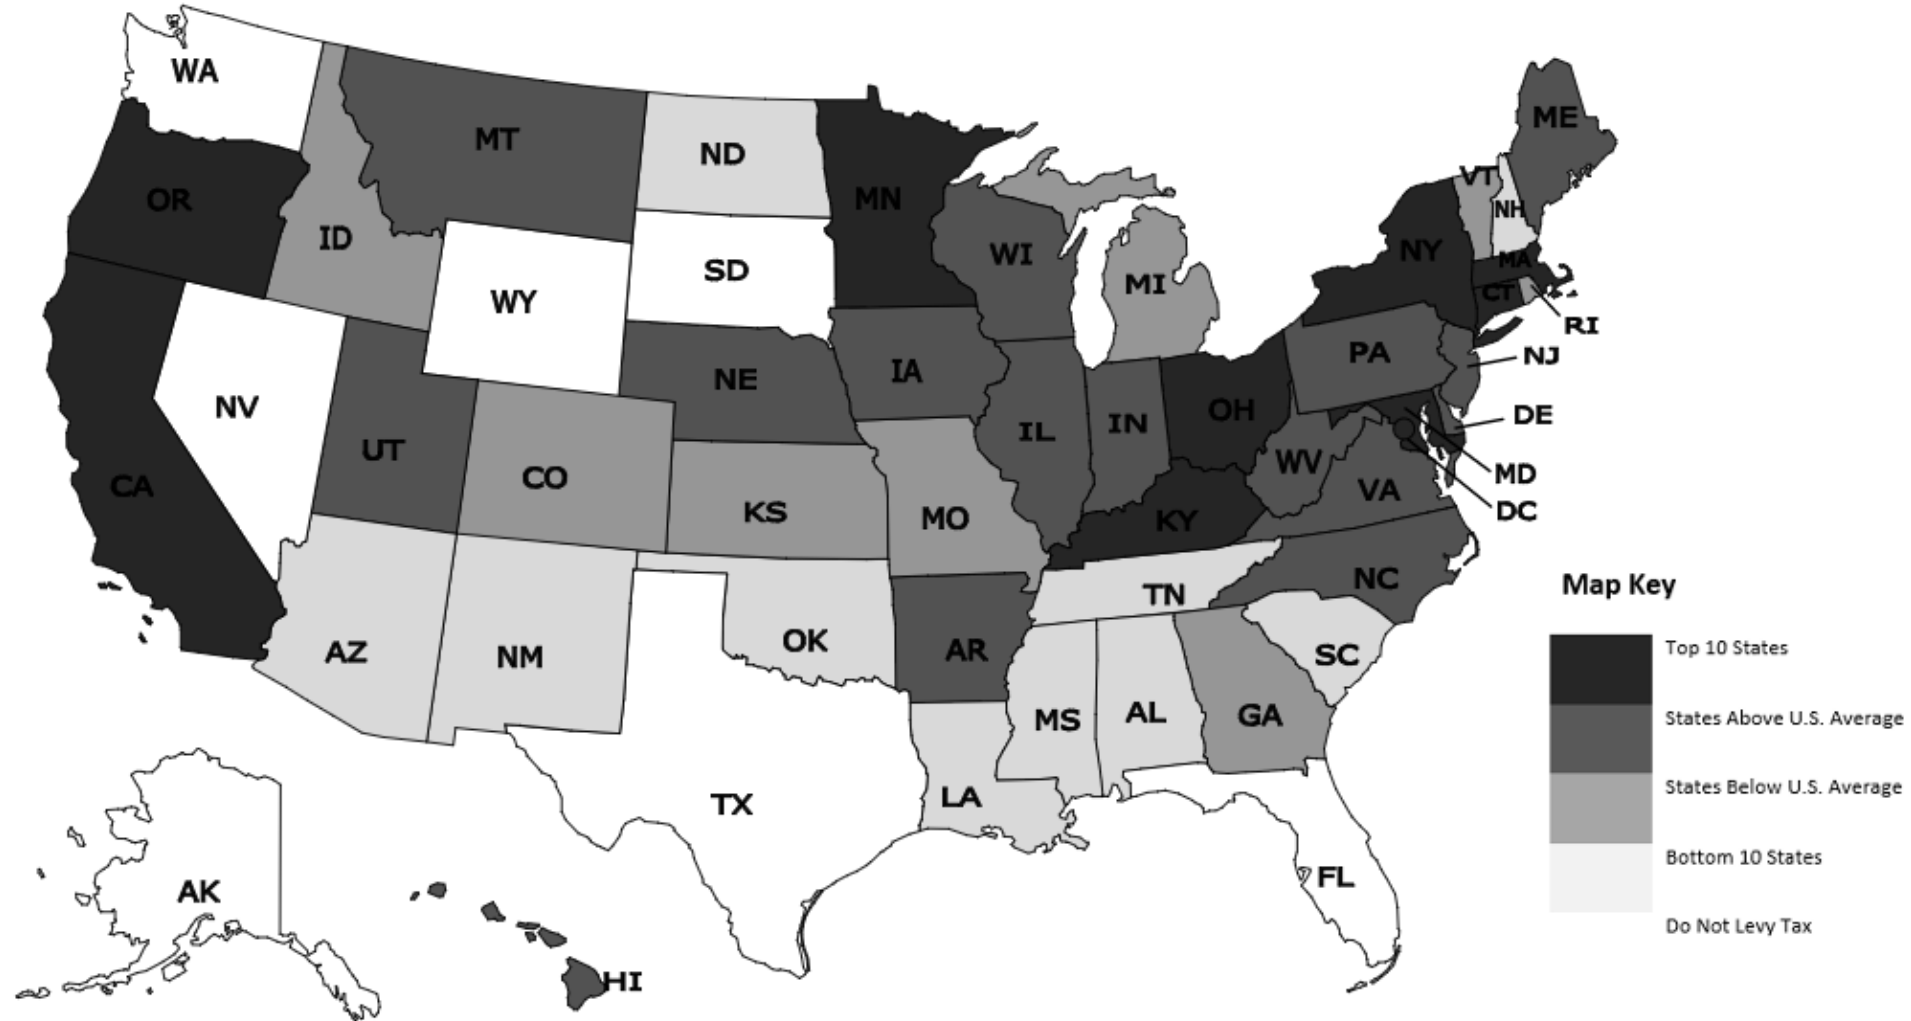 WA
OR
CA
NV
ID
MT
WY
UT
CO
AZ
NM
ND
SD
NE
KS
OK
TX
MN
IA
MO
AR
LA
WI
IL
MI
IN
OH
KY
TN
MS
AL
GA
FL
SC
NC
VA
WV
PA
NY
VT
NH
ME
MA
CT
RI
NJ
DE
MD
DC
AK
HI
Map Key
Top 10 States
States Above U.S. Average
States Below U.S. Average
Bottom 10 States
Do Not Levy Tax